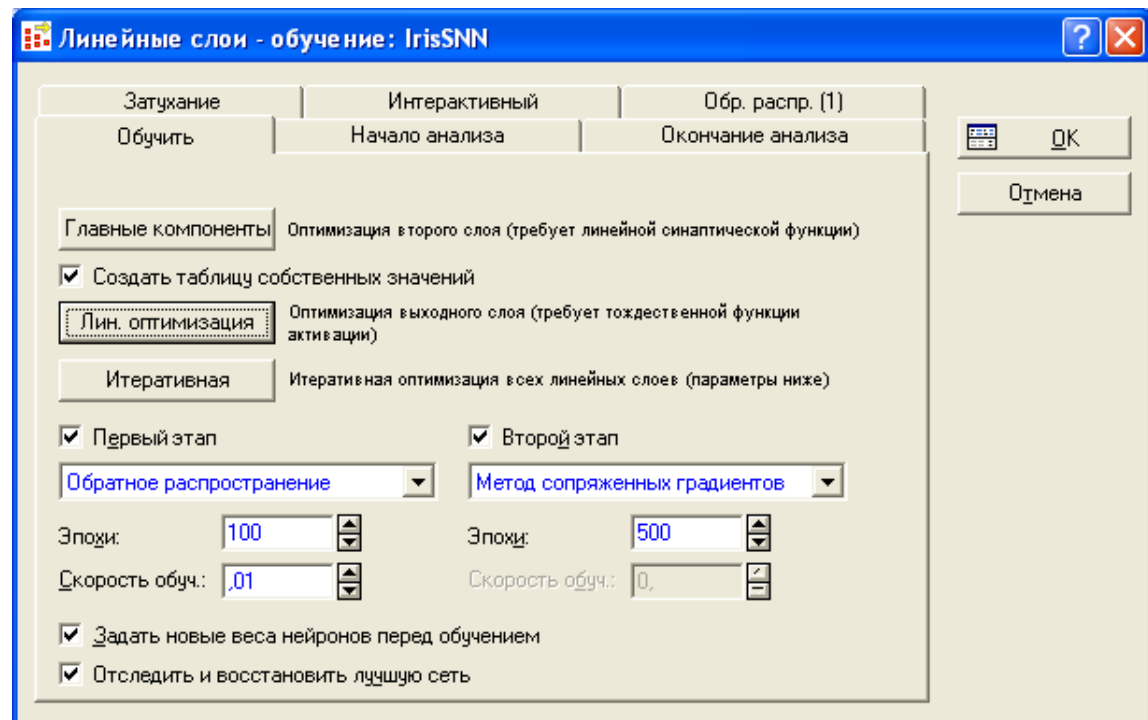 Линейные слои - обучение: IrisSNN
Затухание Интерактивный Обр. распр. (1)
Обучить Начало анализа Окончание анализа
OK
Отмена
Главные компоненты Оптимизация второго слоя (требует линейной синаптической функции)
Создать таблицу собственных значений
Лин. оптимизация Оптимизация выходного слоя (требует тождественной функции
активации)
Итеративная Итеративная оптимизация всех линейных слоев (параметры ниже)
Первый этап Второй этап
Обратное распространение Метод сопряженных градиентов
Эпохи: 100 Эпохи: 500
Скорость обуч.: ,01 Скорость обуч.: 0,
Задать новые веса нейронов перед обучением
Отследить и восстановить лучшую сеть